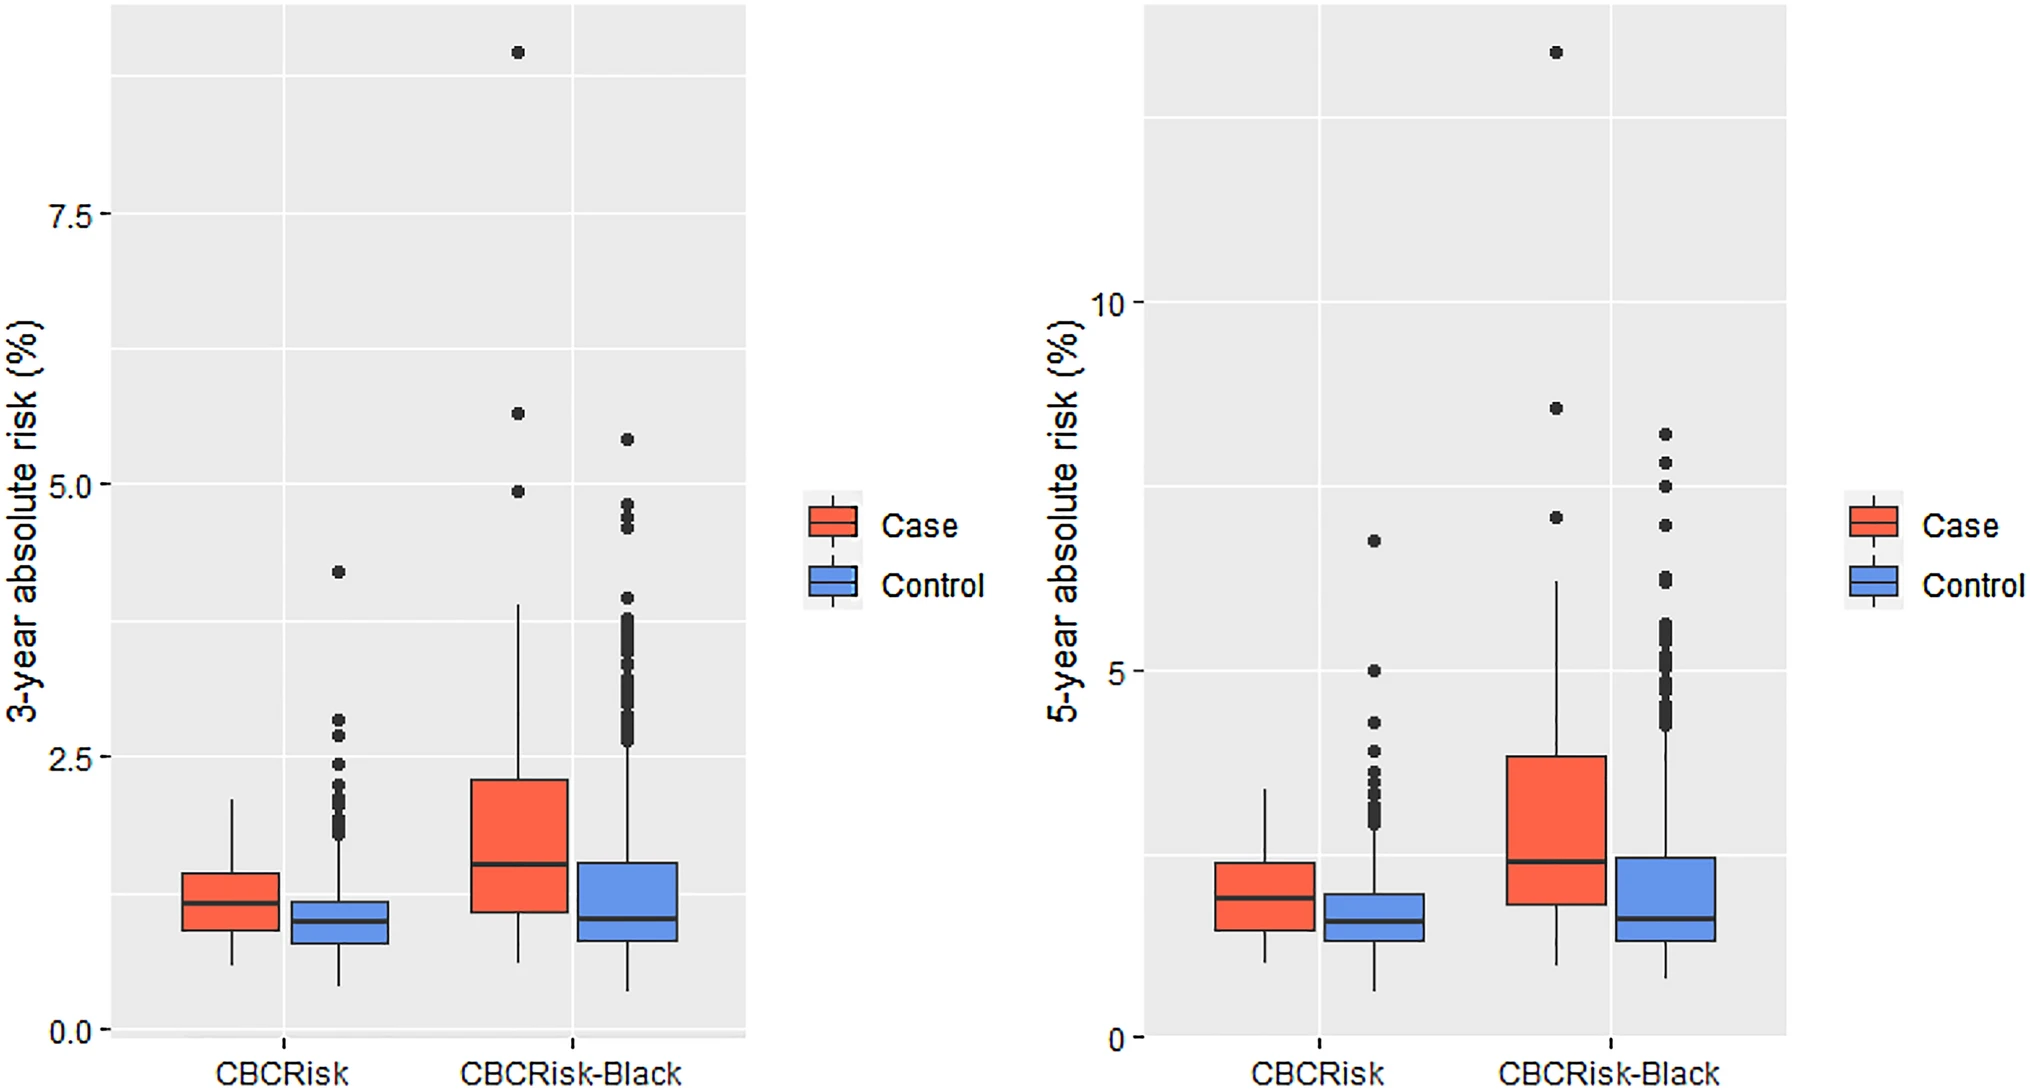 3-year absolute risk (%)
7.5
5.0
2.5
0.0
CBCRisk
CBCRisk-Black
Case
Control
5-year absolute risk (%)
10
5
0
CBCRisk
CBCRisk-Black
Case
Control